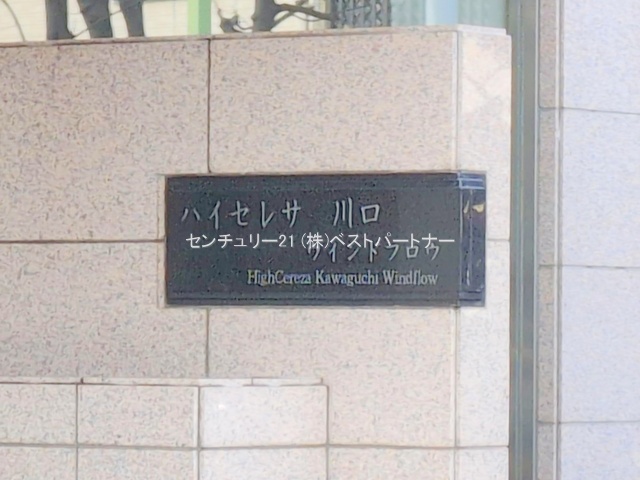 ハイセレサ 川口
センチュリー21 (株)ベストパートナー
ウインドフロウ
HighCereza Kawaguchi Windflow